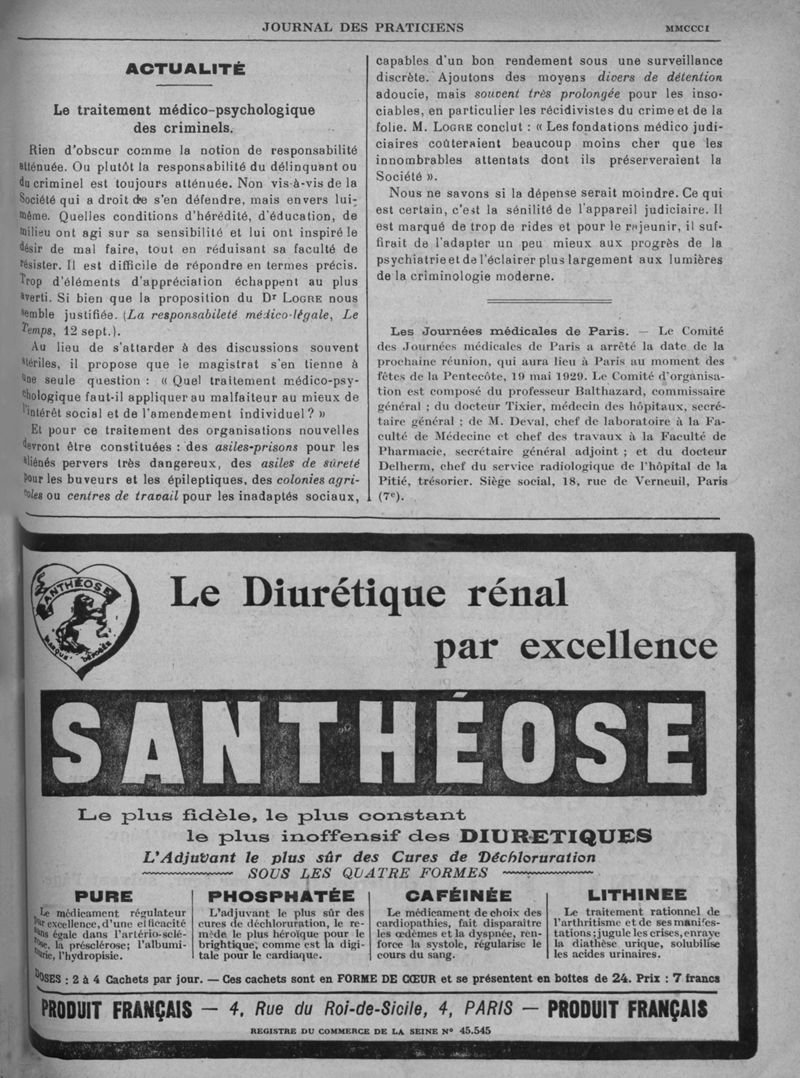 JOURNAL DES PRATICIENS
MMCCCI
ACTUALITÉ
Le traitement médico-psychologique
des criminels.
Rien d'obscur comme la notion de responsabilité
atténuée. Ou plutôt la responsabilité du délinquant ou
du criminel est toujours atténuée. Non vis-à-vis de la
Société qui a droit de s'en défendre, mais envers lui-
même. Quelles conditions d'hérédité, d'éducation, de
milieu ont agi sur sa sensibilité et lui ont inspiré le
désir de mal faire, tout en réduisant sa faculté de
résister. Il est difficile de répondre en termes précis.
Trop d'éléments d'appréciation échappent au plus
averti. Si bien que la proposition du Dr LOGRE nous
semble justifiée. (La responsabileté médico-légale, Le
Temps, 12 sept.).
Au lieu de s'attarder à des discussions souvent
stériles, il propose que le magistrat s'en tienne à
une seule question : « Quel traitement médico-psy-
chologique faut-il appliquer au malfaiteur au mieux de
l'intérêt social et de l'amendement individuel ? »
Et pour ce traitement des organisations nouvelles
devront être constituées : des asiles-prisons pour les
aliénés pervers très dangereux, des asiles de sûreté
pour les buveurs et les épileptiques, des colonies agri-
coles ou centres de travail pour les inadaptés sociaux,
capables d'un bon rendement sous une surveillance
discrète. Ajoutons des moyens divers de détention
adoucie, mais souvent très prolongée pour les inso-
ciables, en particulier les récidivistes du crime et de la
folie. M. LOGRE conclut : « Les fondations médico judi-
ciaires coûteraient beaucoup moins cher que les
innombrables attentats dont ils préserveraient la
Société ».
Nous ne savons si la dépense serait moindre. Ce qui
est certain, c'est la sénilité de l'appareil judiciaire. Il
est marqué de trop de rides et pour le rajeunir, il suf-
firait de l'adapter un peu mieux aux progrès de la
psychiatrie et de l'éclairer plus largement aux lumières
de la criminologie moderne.
Les Journées médicales de Paris. — Le Comité
des Journées médicales de Paris a arrêté la date de la
prochaine réunion, qui aura lieu à Paris au moment des
fêtes de la Pentecôte, 19 mai 1929. Le Comité d'organisa-
tion est composé du professeur Balthazard, commissaire
général ; du docteur Tixier, médecin des hôpitaux, secré-
taire général ; de M. Deval, chef de laboratoire à la Fa-
culté de Médecine et chef des travaux à la Faculté de
Pharmacie, secrétaire général adjoint ; et du docteur
Delherm, chef du service radiologique de l'hôpital de la
Pitié, trésorier. Siège social, 18, rue de Verneuil, Paris
(7e).
SANTHÉOSE
MARQUE DÉPOSÉE
Le Diurétique rénal
par excellence
SANTHÉOSE
Le plus fidèle, le plus constant
le plus inoffensif des DIURETIQUES
L'Adjuvant le plus sûr des Cures de Déchloruration
SOUS LES QUATRE FORMES
PURE
Le médicament régulateur
par excellence, d'une efficacité
sans égale dans l'artério-sclé-
rose, la présclérose; l'albumi-
nurie, l'hydropisie.
PHOSPHATÉE
L'adjuvant le plus sûr des
cures de déchloruration, le re-
mède le plus héroïque pour le
brightique, comme est la digi-
tale pour le cardiaque.
CAFÉINÉE
Le médicament de choix des
cardiopathies, fait disparaître
les œdèmes et la dyspnée, ren-
force la systole, régularise le
cours du sang.
LITHINEE
Le traitement rationnel de
l'arthritisme et de ses manifes-
tations; jugule les crises, enraye
la diathèse urique, solubilise
les acides urinaires.
DOSES : 2 à 4 Cachets par jour. — Ces cachets sont en FORME DE CŒUR et se présentent en boîtes de 24. Prix : 7 francs
PRODUIT FRANÇAIS — 4, Rue du Roi-de-Sicile, 4, PARIS — PRODUIT FRANÇAIS
REGISTRE DU COMMERCE DE LA SEINE N° 45.545